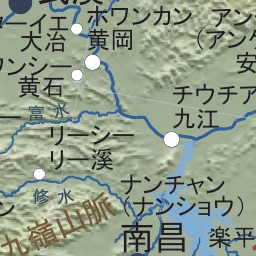 ホワンカン
黄岡
ーイエ
大冶
アン
(アンケ
安
ワンシー
黄石
チウチア
九江
富水
リーシー
リー溪
修水
ン
ナンチャン
(ナンショウ)
南昌
九嶺山脈
楽平